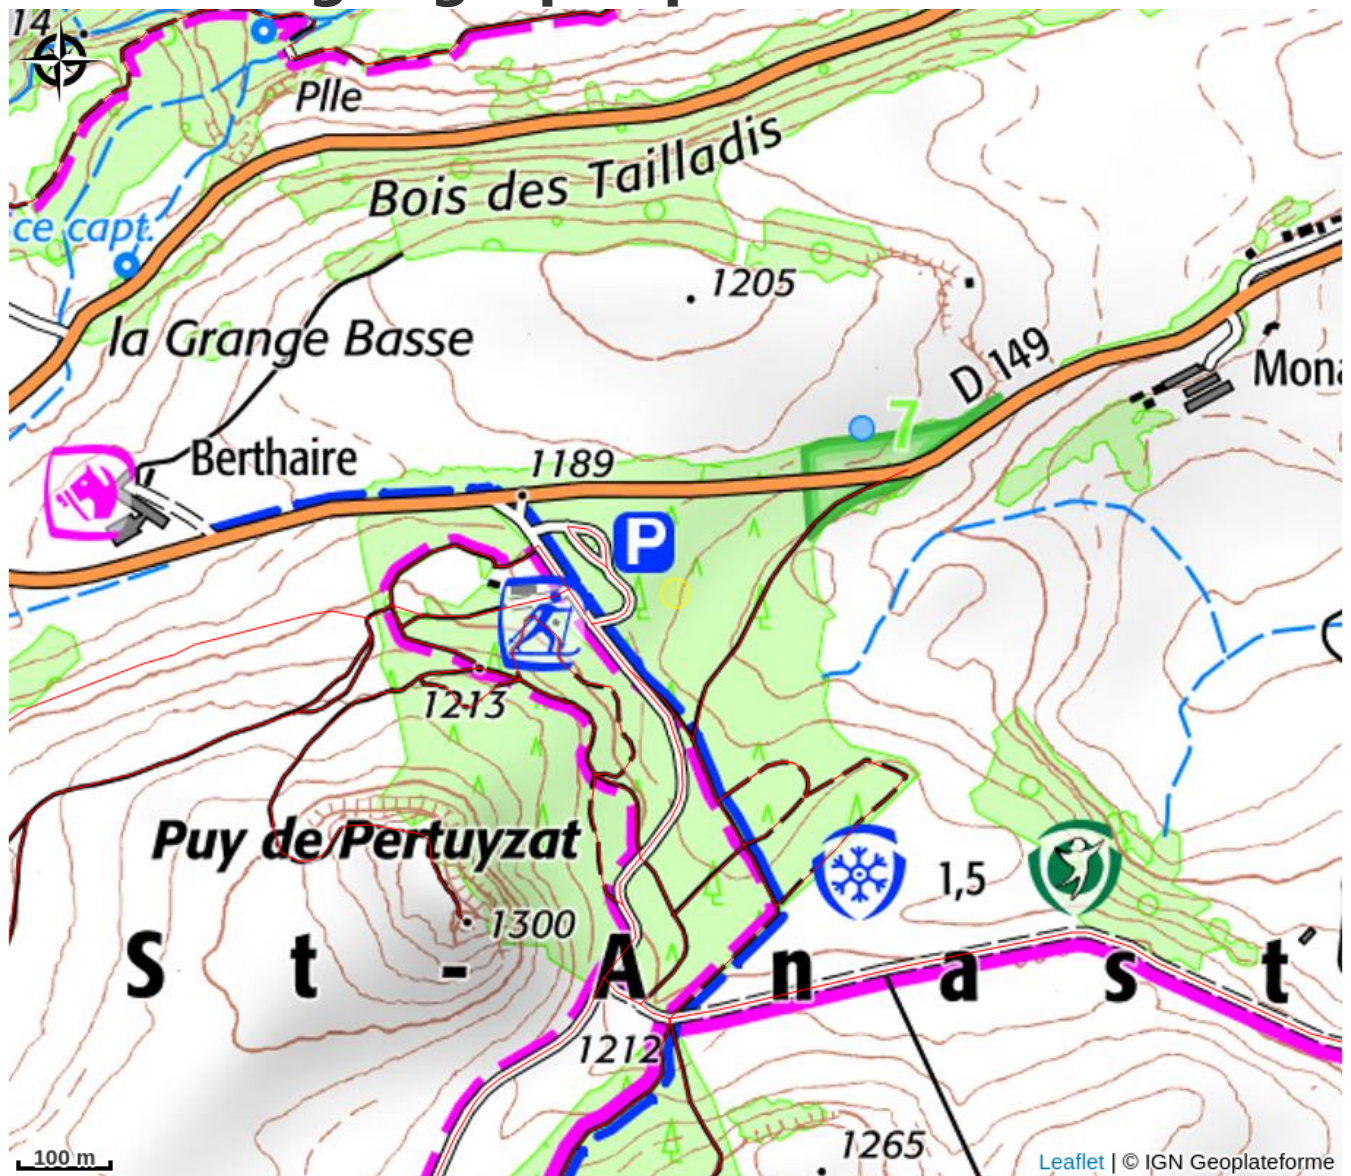 14
Plle
Bois des Tailladis
ce capt.
1205
la Grange Basse
D 149
Mona
7
Berthaire
1189
P
1213
Puy de Pertuyzat
1,5
1300
S t - A n a s t
1212
1265
100 m
Leaflet | © IGN Geoplateforme